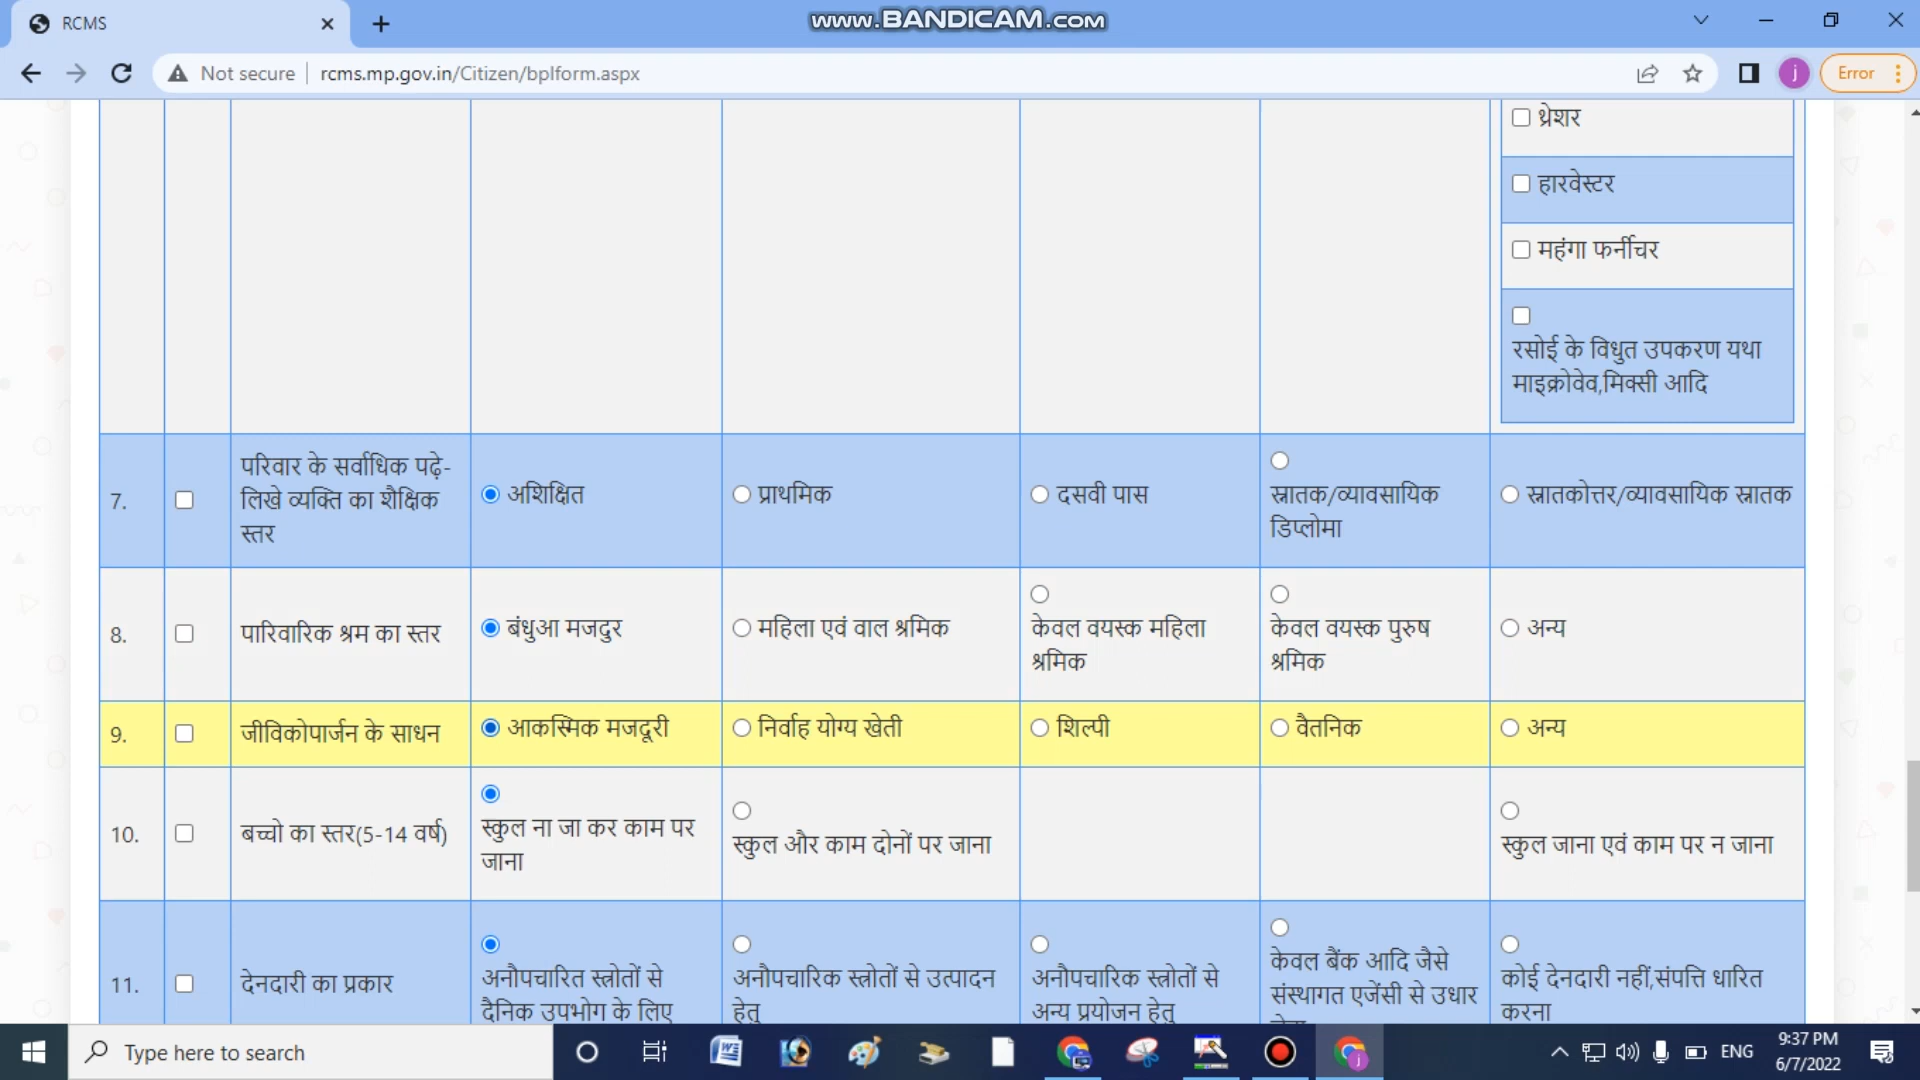 RCMS
www.BANDICAM.com
Not secure
rcms.mp.gov.in/Citizen/bplform.aspx
j
Error
थ्रेशर
हारवेस्टर
महंगा फर्नीचर
रसोई के विधुत उपकरण यथा
माइक्रोवेव,मिक्सी आदि
7.
परिवार के सर्वाधिक पढ़े-
लिखे व्यक्ति का शैक्षिक
स्तर
अशिक्षित
प्राथमिक
दसवी पास
स्नातक/व्यावसायिक
डिप्लोमा
स्नातकोत्तर/व्यावसायिक स्नातक
8.
पारिवारिक श्रम का स्तर
बंधुआ मजदुर
महिला एवं वाल श्रमिक
केवल वयस्क महिला
श्रमिक
केवल वयस्क पुरुष
श्रमिक
अन्य
9.
जीविकोपार्जन के साधन
आकस्मिक मजदूरी
निर्वाह योग्य खेती
शिल्पी
वैतनिक
अन्य
10.
बच्चो का स्तर(5-14 वर्ष)
स्कुल ना जा कर काम पर
जाना
स्कुल और काम दोनों पर जाना
स्कुल जाना एवं काम पर न जाना
11.
देनदारी का प्रकार
अनौपचारित स्त्रोतों से
दैनिक उपभोग के लिए
अनौपचारिक स्त्रोतों से उत्पादन
हेतु
अनौपचारिक स्त्रोतों से
अन्य प्रयोजन हेतु
केवल बैंक आदि जैसे
संस्थागत एजेंसी से उधार
कोई देनदारी नहीं,संपत्ति धारित
करना
Type here to search
ENG
9:37 PM
6/7/2022